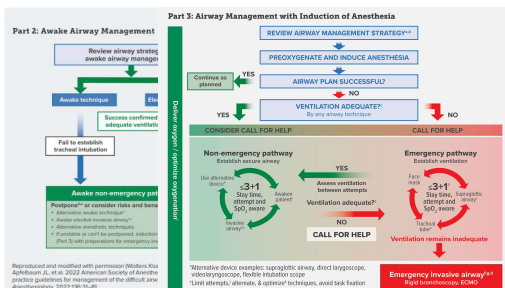 Part 2: Awake Airway Management
Review airway strateg
awake airway manage
Awake technique
Ele
Success confirmed
adequate ventilatio
Fail to establish
tracheal intubation
Awake non-emergency pat
or consider risks and bene
• Alternative awake technique
• Awake elective invasive airway
• Alternative anesthetic techniques
• If unstable or can't be postponed, induction
(Part 3) with preparations for emergency in
Reproduced and modified with permission (Wolters Kluw
Apfelbaum JL, et al. 2022 American Society of Anesthe
practice guidelines for management of the difficult airw
Part 3: Airway Management with Induction of Anesthesia
REVIEW AIRWAY MANAGEMENT STRATEGY
PREOXYGENATE AND INDUCE ANESTHESIA
AIRWAY PLAN SUCCESSFUL?
YES
Continue as
planned
NO
VENTILATION ADEQUATE?
By any airway technique
YES
NO
Deliver oxygen / optimize oxygenation
CONSIDER CALL FOR HELP
CALL FOR HELP
Non-emergency pathway
Establish secure airway
Use alternative
device
≤3+1
Stay time,
attempt and
SpO₂ aware
Awaken
patient
Invasive
airway
YES
Assess ventilation
between attempts
Ventilation adequate?
NO
CALL FOR HELP
Emergency pathway
Establish ventilation
Face
mask
≤3+1
Stay time,
attempt and
SpO₂ aware
Supraglottic
airway
Tracheal
tube
Ventilation remains inadequate
Emergency invasive airway
Rigid bronchoscopy, ECMO
Alternative device examples: supraglottic airway, direct laryngoscope,
videolaryngoscope, flexible intubation scope
Limit attempts, alternate, & optimize techniques, avoid task fixation